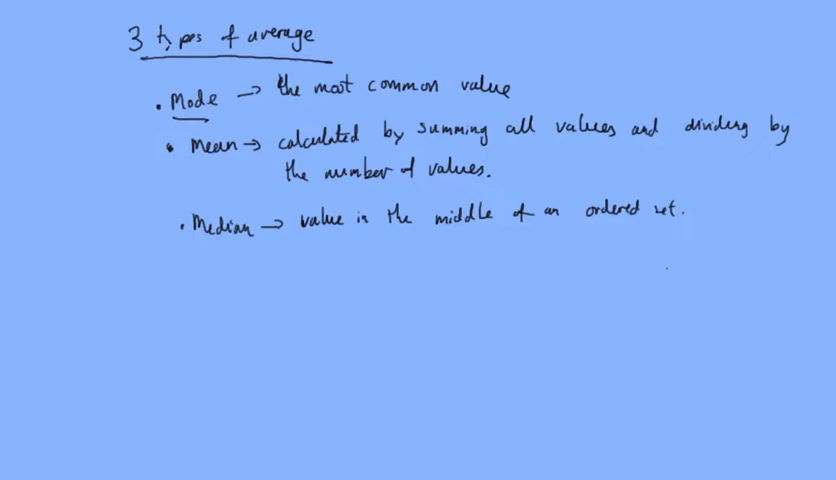 3 types of average
• Mode → the most common value
• Mean → calculated by summing all values and dividing by
the number of values.
• Median → value in the middle of an ordered set.